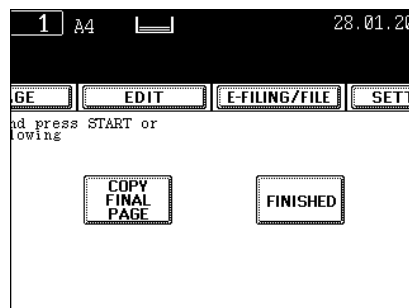 1 A4 28.01.20
.GE EDIT E-FILING/FILE SETT
nd press START or
lowing
COPY
FINAL
PAGE
FINISHED